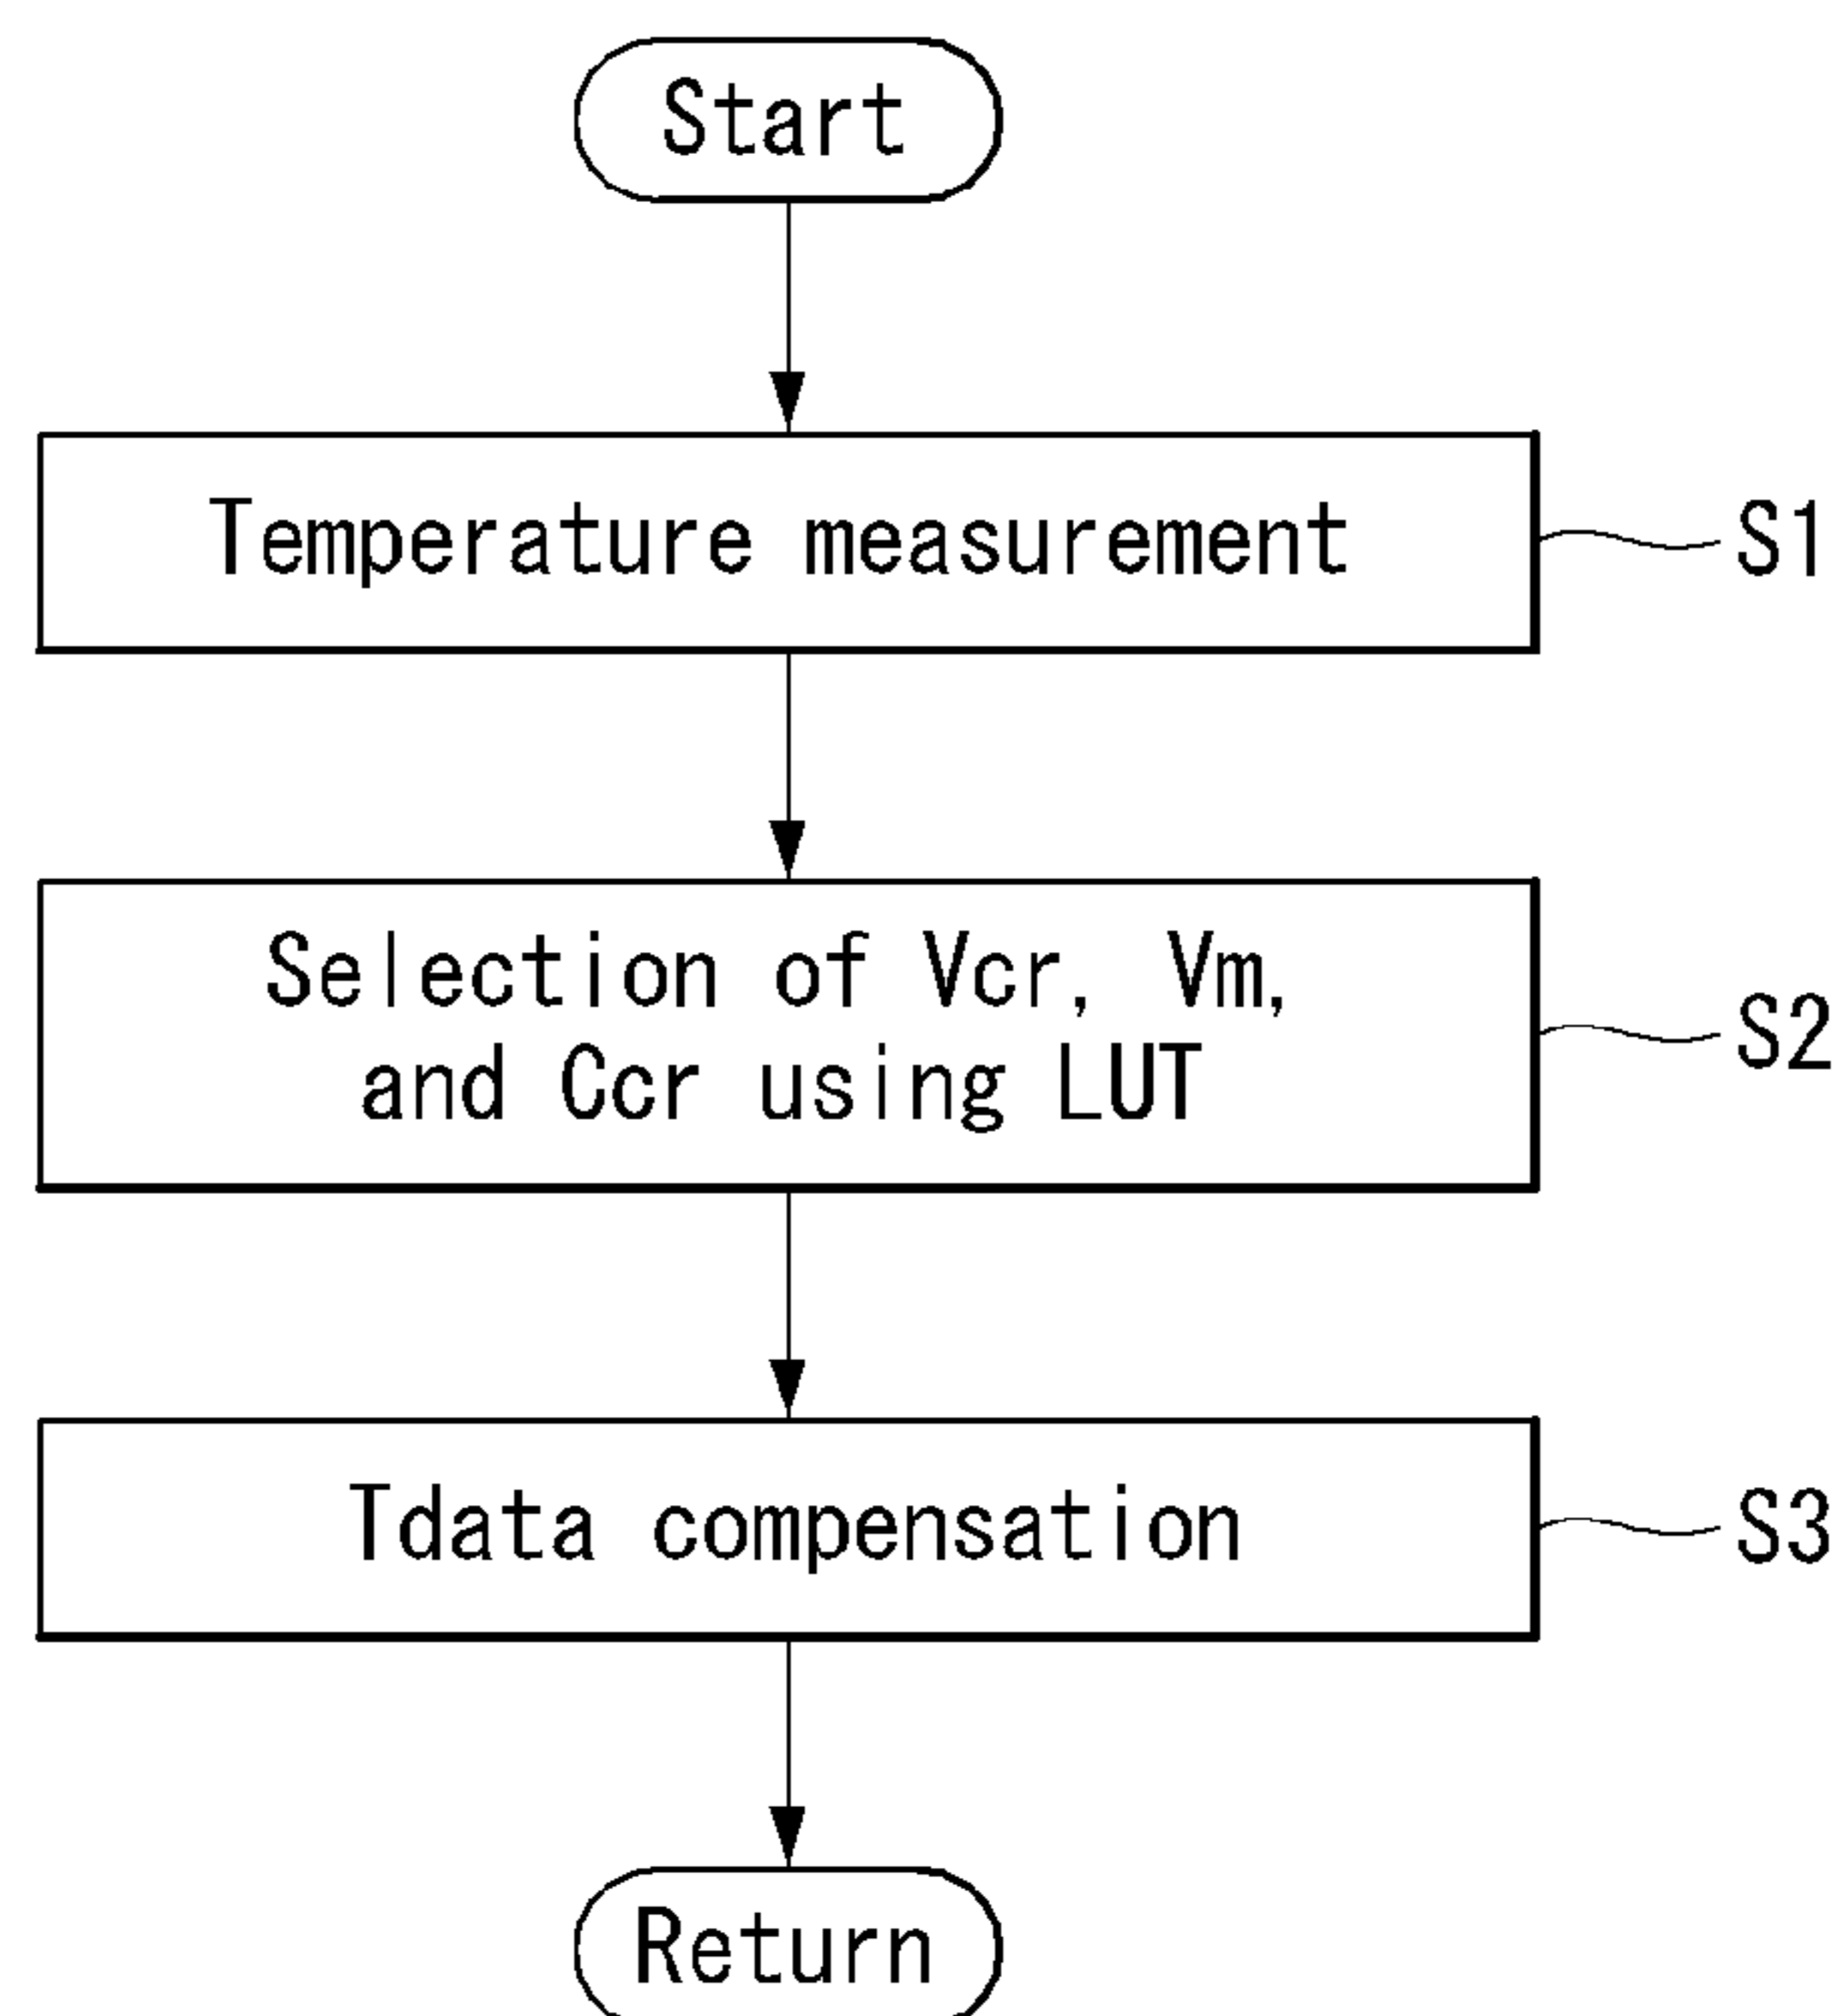 Start
Temperature measurement
S1
Selection of Vcr, Vm,
and Ccr using LUT
S2
Tdata compensation
S3
Return